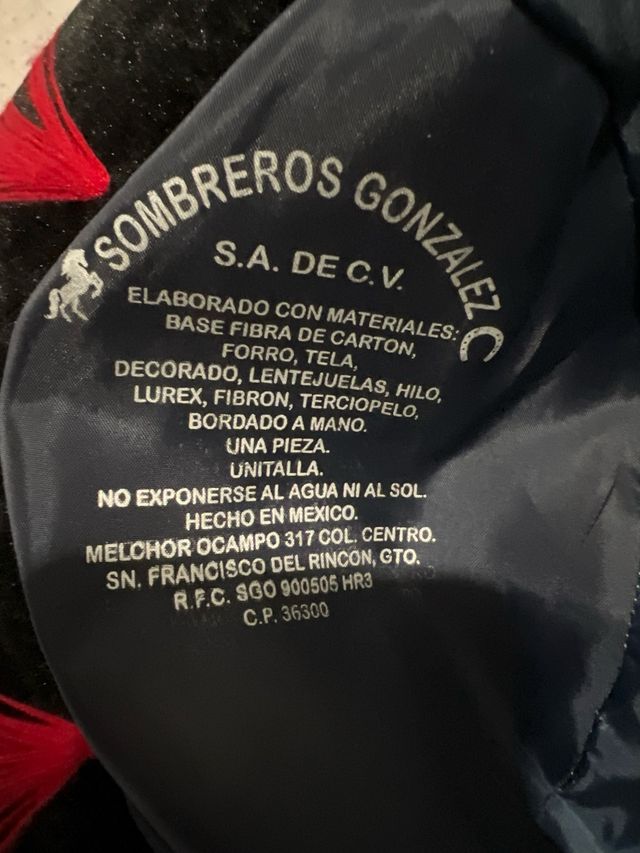 SOMBREROS GONZALEZ
S.A. DE C.V.
ELABORADO CON MATERIALES:
BASE FIBRA DE CARTON,
FORRO, TELA,
DECORADO, LENTEJUELAS, HILO,
LUREX, FIBRON, TERCIOPELO,
BORDADO A MANO.
UNA PIEZA.
UNITALLA.
NO EXPONERSE AL AGUA NI AL SOL.
HECHO EN MEXICO.
MELCHOR OCAMPO 317 COL. CENTRO.
SN. FRANCISCO DEL RINCÓN, GTO.
R.F.C. SGO 900505 HR3
C.P. 36300